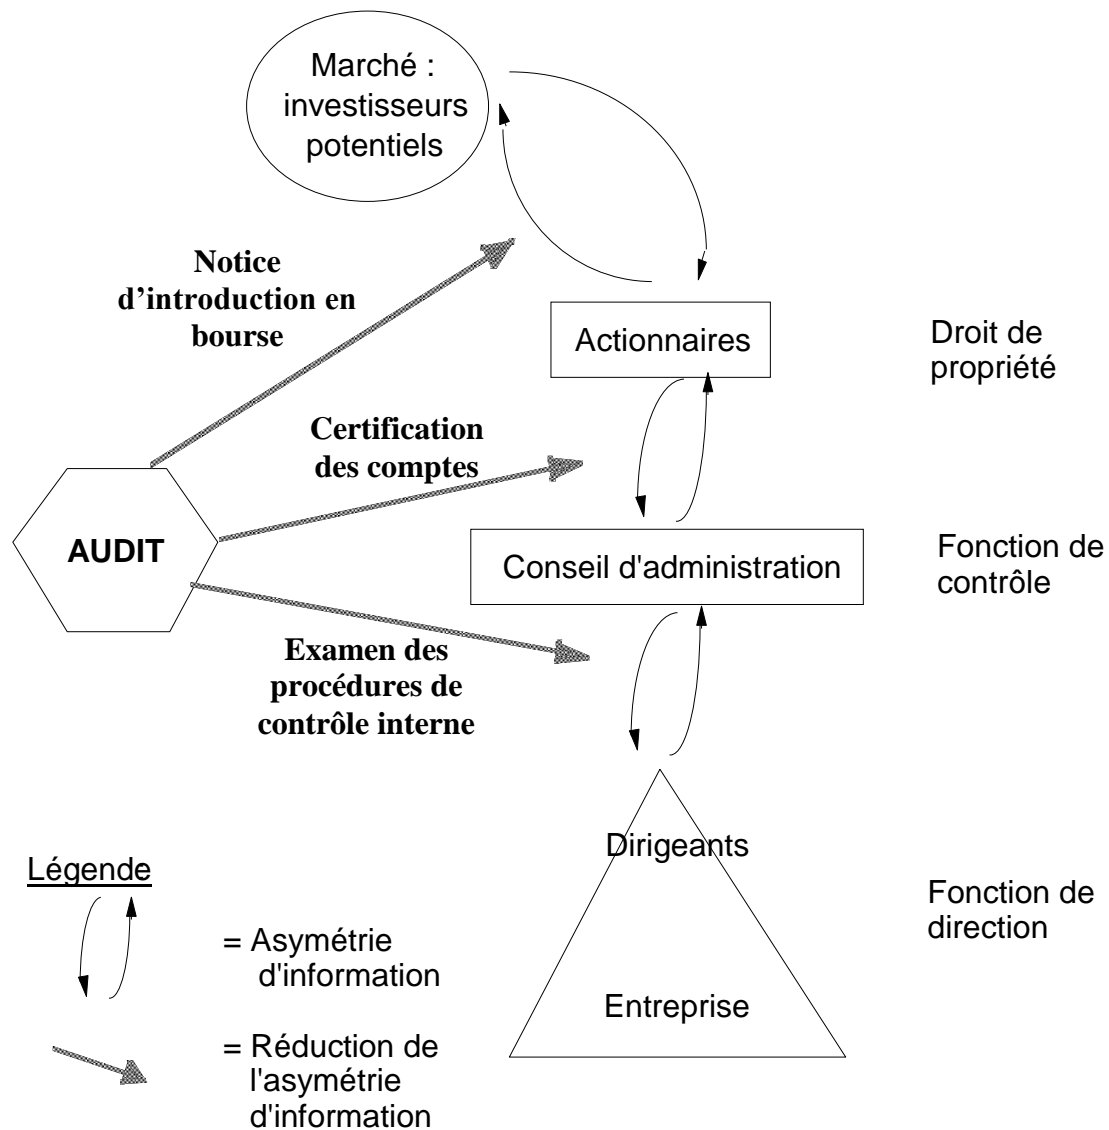 Marché :
investisseurs
potentiels
Notice
d’introduction en
bourse
Actionnaires
Droit de
propriété
Certification
des comptes
AUDIT
Conseil d'administration
Fonction de
contrôle
Examen des
procédures de
contrôle interne
Dirigeants
Entreprise
Fonction de
direction
Légende
= Asymétrie
d'information
= Réduction de
l'asymétrie
d'information